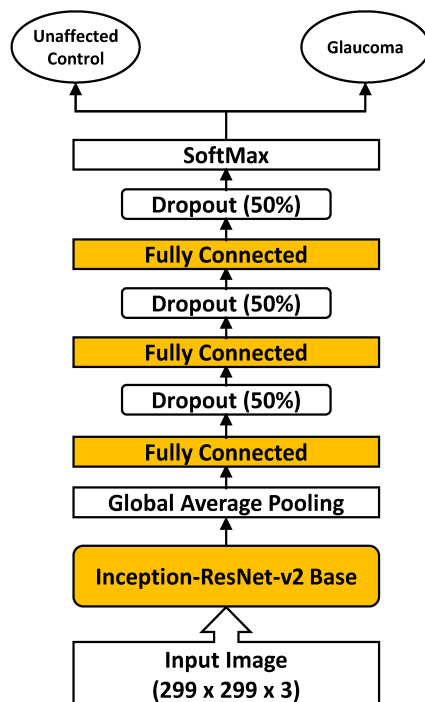 Unaffected
Control
Glaucoma
SoftMax
Dropout (50%)
Fully Connected
Dropout (50%)
Fully Connected
Dropout (50%)
Fully Connected
Global Average Pooling
Inception-ResNet-v2 Base
Input Image
(299 x 299 x 3)